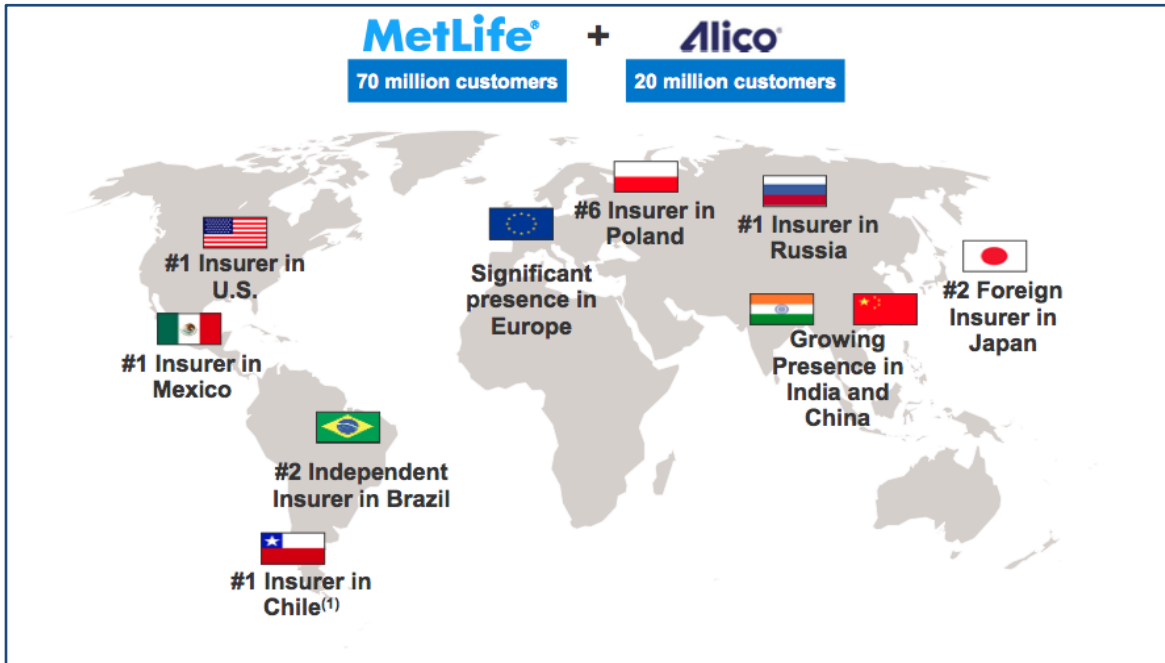 MetLife®
+
Alico®
70 million customers
20 million customers
#6 Insurer in
Poland
#1 Insurer in
Russia
#1 Insurer in
U.S.
Significant
presence in
Europe
#2 Foreign
Insurer in
Japan
#1 Insurer in
Mexico
Growing
Presence in
India and
China
#2 Independent
Insurer in Brazil
#1 Insurer in
Chile(1)